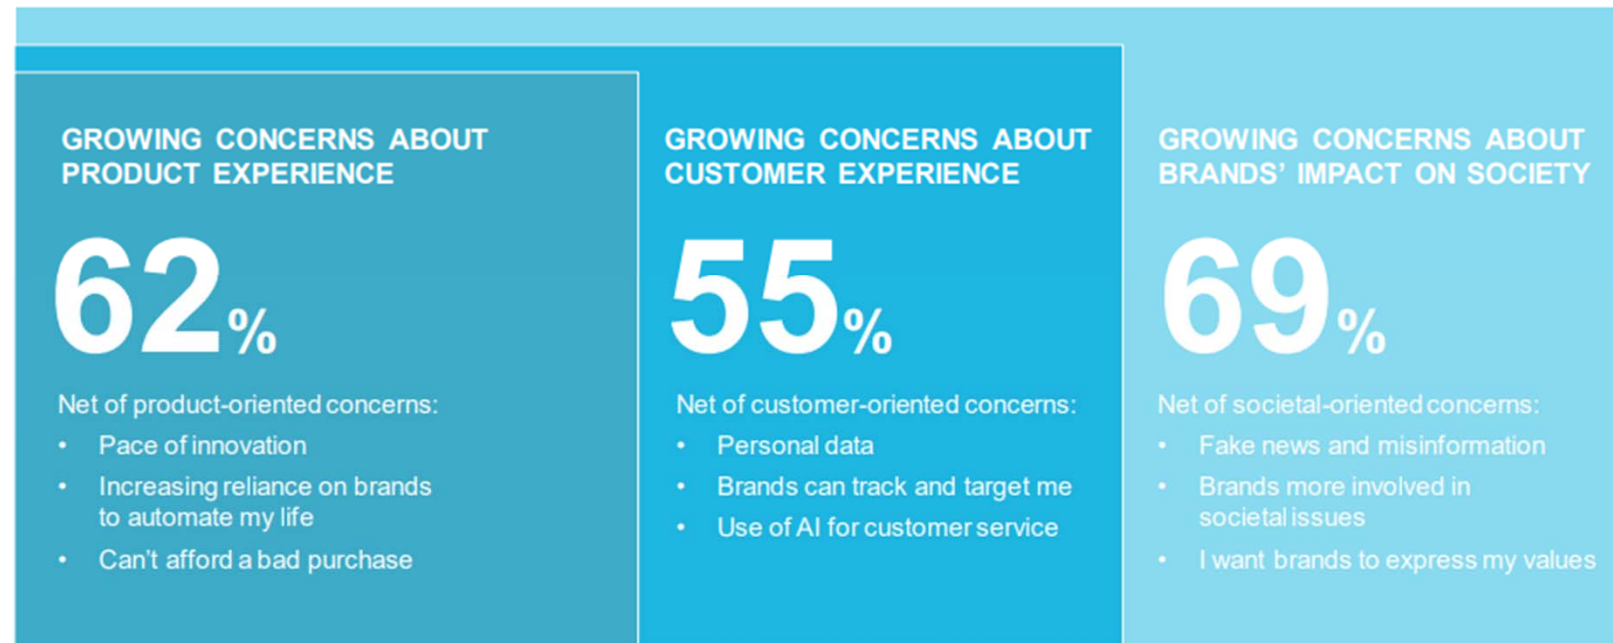 GROWING CONCERNS ABOUT
PRODUCT EXPERIENCE
62%
Net of product-oriented concerns:
• Pace of innovation
• Increasing reliance on brands
to automate my life
• Can't afford a bad purchase
GROWING CONCERNS ABOUT
CUSTOMER EXPERIENCE
55%
Net of customer-oriented concerns:
• Personal data
• Brands can track and target me
• Use of AI for customer service
GROWING CONCERNS ABOUT
BRANDS' IMPACT ON SOCIETY
69%
Net of societal-oriented concerns:
• Fake news and misinformation
• Brands more involved in
societal issues
• I want brands to express my values